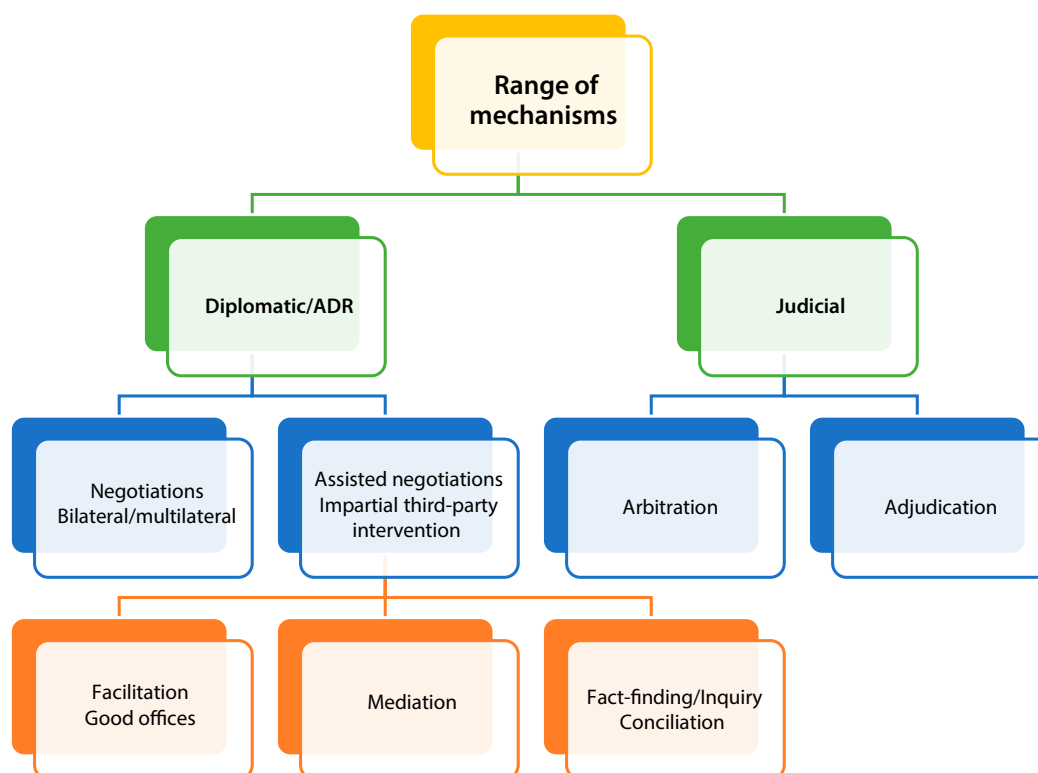 Range of
mechanisms
Diplomatic/ADR
Judicial
Negotiations
Bilateral/multilateral
Assisted negotiations
Impartial third-party
intervention
Arbitration
Adjudication
Facilitation
Good offices
Mediation
Fact-finding/Inquiry
Conciliation